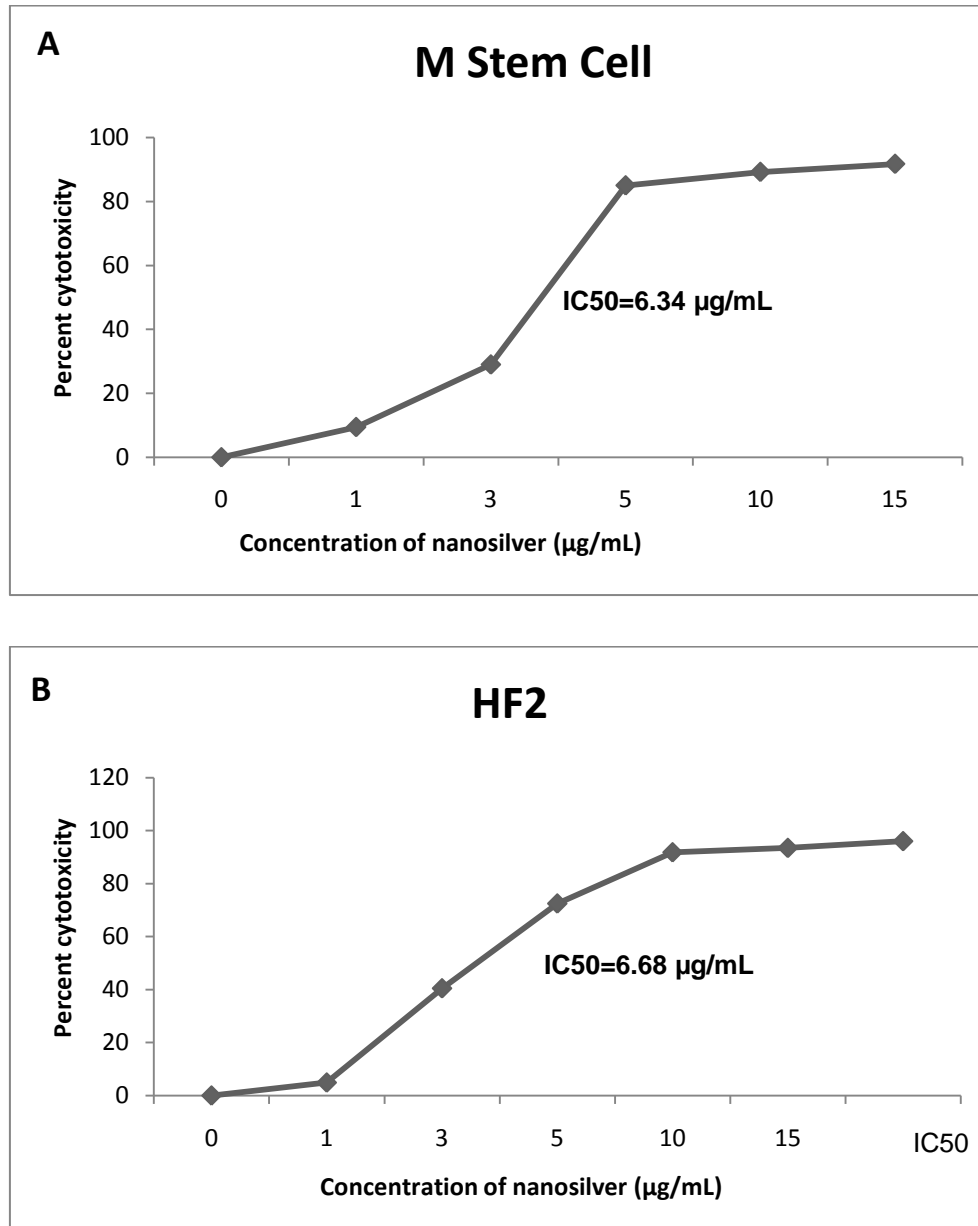 A
M Stem Cell
Percent cytotoxicity
100
80
60
40
20
0
IC50=6.34 µg/mL
0 1 3 5 10 15
Concentration of nanosilver (µg/mL)
B
HF2
Percent cytotoxicity
120
100
80
60
40
20
0
IC50=6.68 µg/mL
0 1 3 5 10 15 IC50
Concentration of nanosilver (µg/mL)